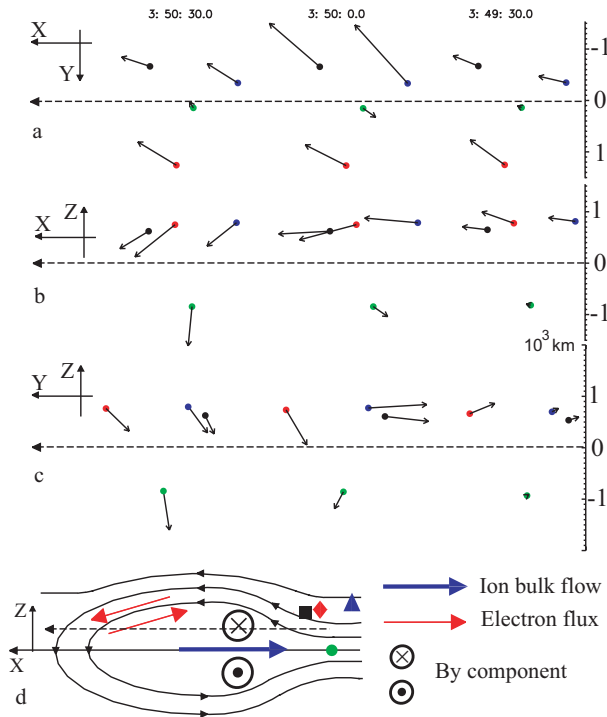 3: 50: 30.0 3: 50: 0.0 3: 49: 30.0
X
Y
-1
0
1
a
Z
X
1
0
-1
b
10³ km
Z
Y
1
0
-1
c
Z
X
d
Ion bulk flow
Electron flux
By component